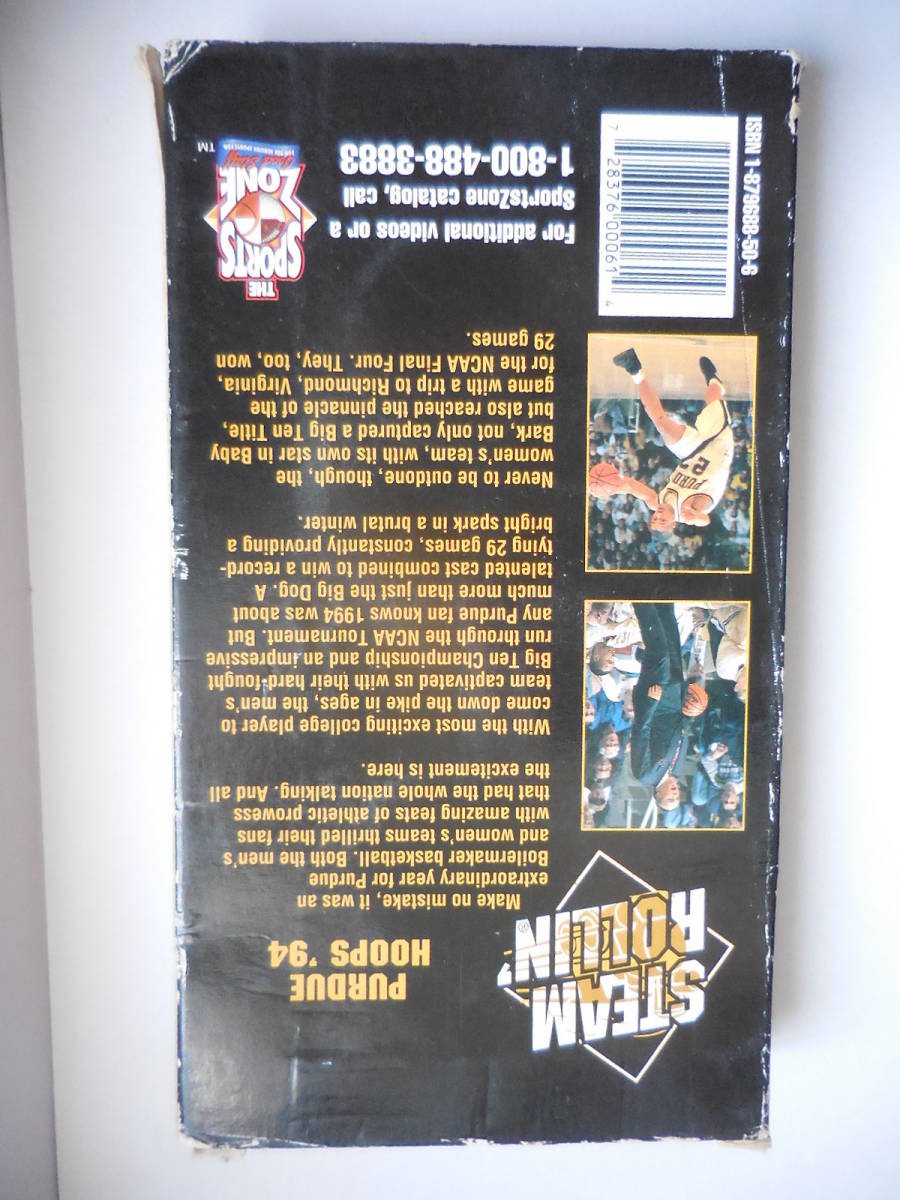 STEAM
ROLLIN'®
PURDUE
HOOPS '94
Make no mistake, it was an
extraordinary year for Purdue
Boilermaker basketball. Both the men's
and women's teams thrilled their fans
with amazing feats of athletic prowess
that had the whole nation talking. And all
the excitement is here.
With the most exciting college player to
come down the pike in ages, the men's
team captivated us with their hard-fought
Big Ten Championship and an impressive
run through the NCAA Tournament. But
any Purdue fan knows 1994 was about
much more than just the Big Dog. A
talented cast combined to win a record-
tying 29 games, constantly providing a
bright spark in a brutal winter.
Never to be outdone, though, the
women's team, with its own star in Baby
Bark, not only captured a Big Ten Title,
but also reached the pinnacle of the
game with a trip to Richmond, Virginia,
for the NCAA Final Four. They, too, won
29 games.
PURD
For additional videos or a
SportsZone catalog, call
1-800-488-3883
THE
SPORTS
ZONE
TM
ISBN 1-879688-50-6
7 28376 00061 4